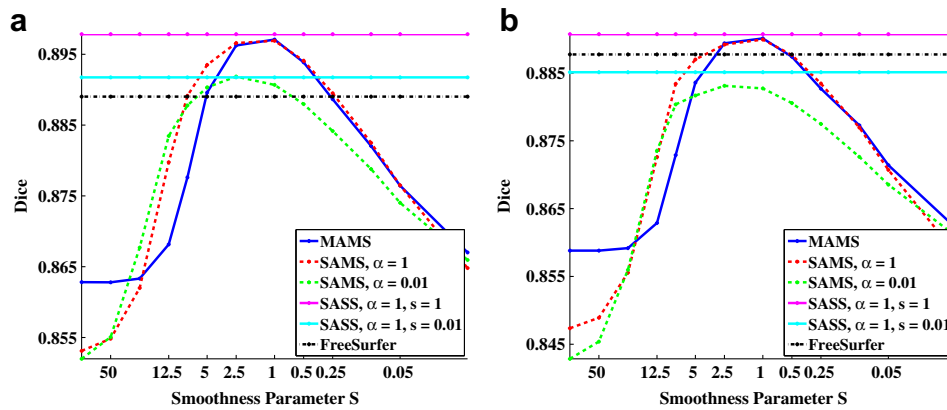 a
0.895
0.885
0.875
0.865
0.855
Dice
50 12.5 5 2.5 1 0.5 0.25 0.05
Smoothness Parameter S
MAMS
SAMS, α = 1
SAMS, α = 0.01
SASS, α = 1, s = 1
SASS, α = 1, s = 0.01
FreeSurfer
b
0.885
0.875
0.865
0.855
0.845
Dice
50 12.5 5 2.5 1 0.5 0.25 0.05
Smoothness Parameter S
MAMS
SAMS, α = 1
SAMS, α = 0.01
SASS, α = 1, s = 1
SASS, α = 1, s = 0.01
FreeSurfer